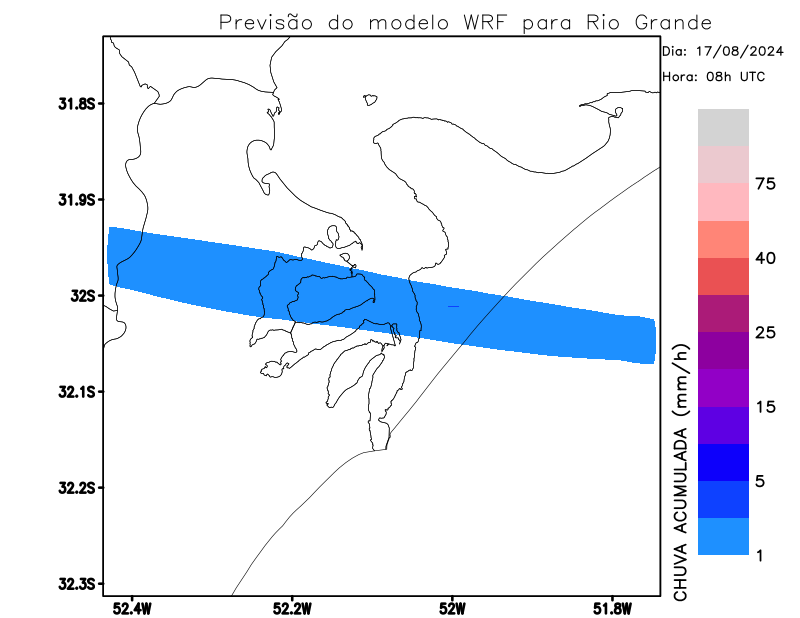 Previsão do modelo WRF para Rio Grande
Dia: 17/08/2024
Hora: 08h UTC
31.8S
31.9S
32S
32.1S
32.2S
32.3S
52.4W
52.2W
52W
51.8W
75
40
25
15
5
1
CHUVA ACUMULADA (mm/h)